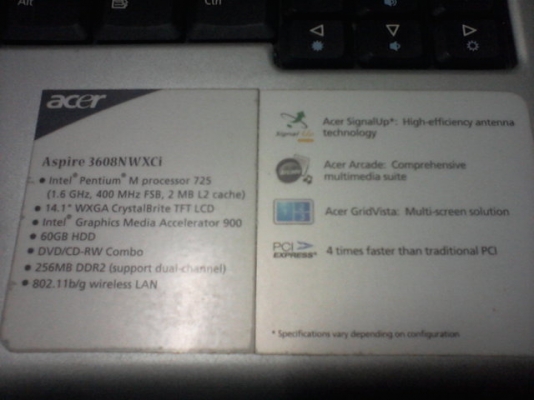 Alt
Ctrl
acer
Aspire 3608NWXCi
• Intel® Pentium® M processor 725
(1.6 GHz, 400 MHz FSB, 2 MB L2 cache)
• 14.1" WXGA CrystalBrite TFT LCD
• Intel® Graphics Media Accelerator 900
• 60GB HDD
• DVD/CD-RW Combo
• 256MB DDR2 (support dual-channel)
• 802.11b/g wireless LAN
Acer SignalUp*: High-efficiency antenna
technology
Acer Arcade: Comprehensive
multimedia suite
Acer GridVista: Multi-screen solution
PCI
EXPRESS®
4 times faster than traditional PCI
* Specifications vary depending on configuration